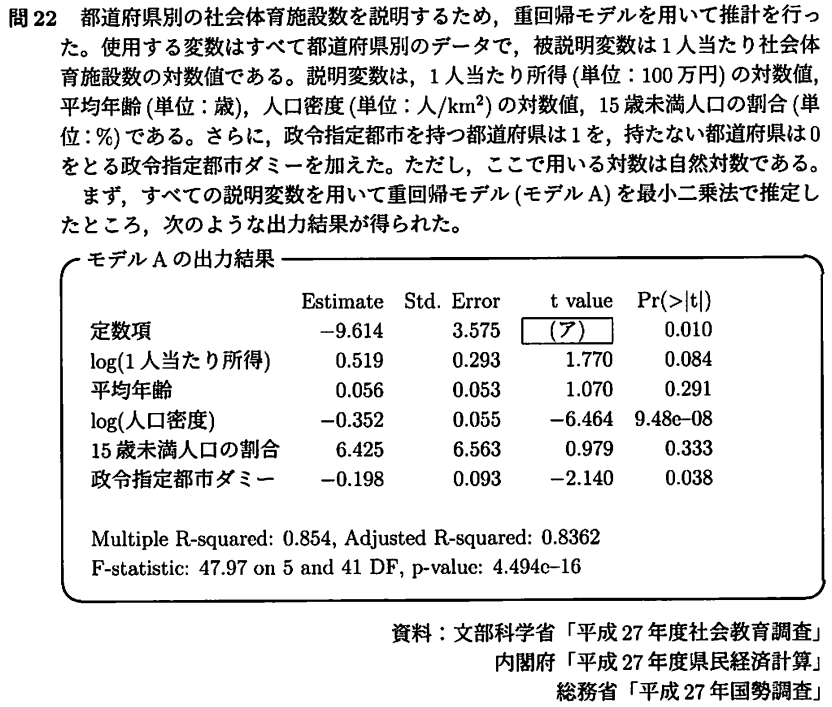 問22 都道府県別の社会体育施設数を説明するため，重回帰モデルを用いて推計を行っ
た。使用する変数はすべて都道府県別のデータで，被説明変数は1人当たり社会体
育施設数の対数値である。説明変数は，1人当たり所得(単位：100万円)の対数値，
平均年齢(単位：歳)，人口密度(単位：人/km²)の対数値，15歳未満人口の割合(単
位：%)である。さらに，政令指定都市を持つ都道府県は1を，持たない都道府県は0
をとる政令指定都市ダミーを加えた。ただし，ここで用いる対数は自然対数である。
まず，すべての説明変数を用いて重回帰モデル(モデルA)を最小二乗法で推定し
たところ，次のような出力結果が得られた。
モデルAの出力結果
Estimate Std. Error t value Pr(>|t|)
定数項 −9.614 3.575 (ア) 0.010
log(1人当たり所得) 0.519 0.293 1.770 0.084
平均年齢 0.056 0.053 1.070 0.291
log(人口密度) −0.352 0.055 −6.464 9.48e–08
15歳未満人口の割合 6.425 6.563 0.979 0.333
政令指定都市ダミー −0.198 0.093 −2.140 0.038
Multiple R-squared: 0.854, Adjusted R-squared: 0.8362
F-statistic: 47.97 on 5 and 41 DF, p-value: 4.494e–16
資料：文部科学省「平成27年度社会教育調査」
内閣府「平成27年度県民経済計算」
総務省「平成27年国勢調査」